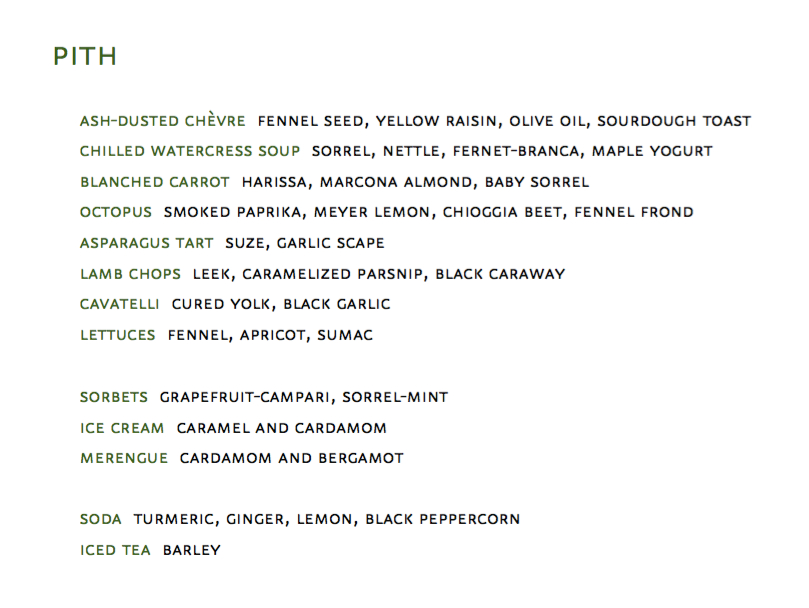 PITH
ASH-DUSTED CHÈVRE FENNEL SEED, YELLOW RAISIN, OLIVE OIL, SOURDOUGH TOAST
CHILLED WATERCRESS SOUP SORREL, NETTLE, FERNET-BRANCA, MAPLE YOGURT
BLANCHED CARROT HARISSA, MARCONA ALMOND, BABY SORREL
OCTOPUS SMOKED PAPRIKA, MEYER LEMON, CHIOGGIA BEET, FENNEL FROND
ASPARAGUS TART SUZE, GARLIC SCAPE
LAMB CHOPS LEEK, CARAMELIZED PARSNIP, BLACK CARAWAY
CAVATELLI CURED YOLK, BLACK GARLIC
LETTUCES FENNEL, APRICOT, SUMAC
SORBETS GRAPEFRUIT-CAMPARI, SORREL-MINT
ICE CREAM CARAMEL AND CARDAMOM
MERENGUE CARDAMOM AND BERGAMOT
SODA TURMERIC, GINGER, LEMON, BLACK PEPPERCORN
ICED TEA BARLEY